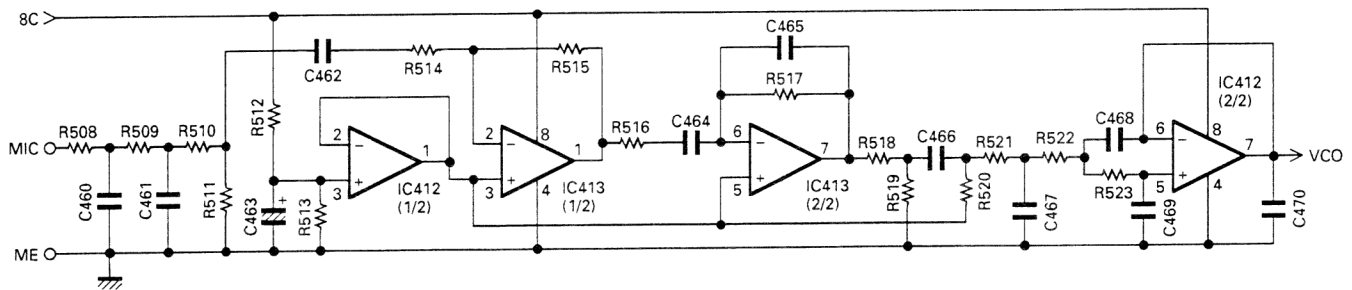 8C
C465
C462
R514
R515
R517
IC412
(2/2)
R512
R508
R509
R510
C468
MIC
R516
C464
R518
C466
R521
R522
VCO
2
−
+
3
1
IC412
(1/2)
2
−
+
3
8
4
1
IC413
(1/2)
6
−
+
5
7
IC413
(2/2)
6
−
+
5
8
4
7
R523
C460
C461
R511
C463
+
R513
R519
R520
C467
C469
C470
ME